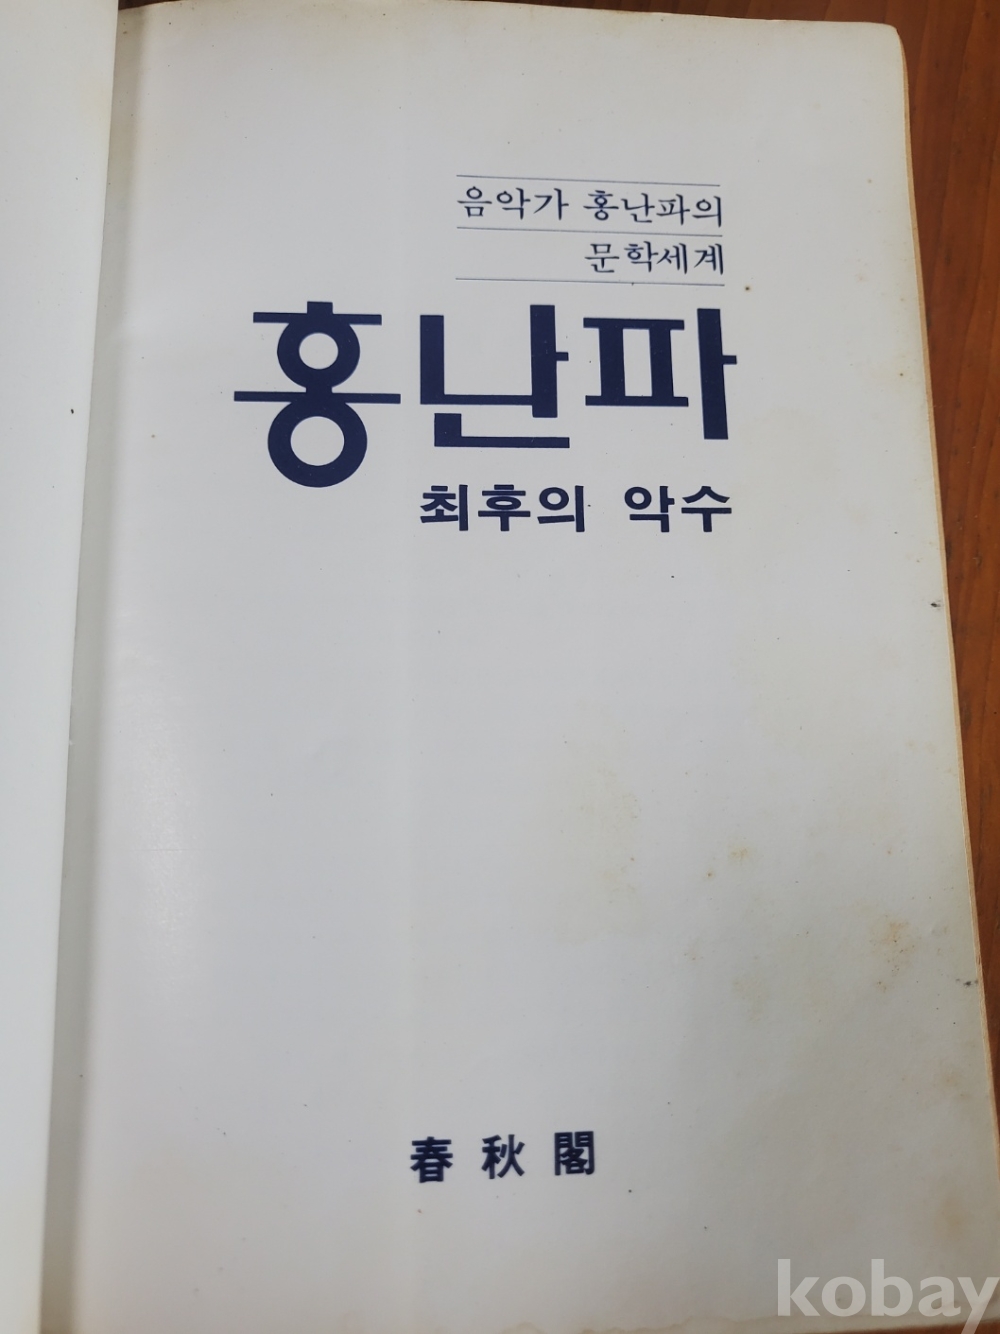 음악가 홍난파의
문학세계
홍난파
최후의 악수
春秋閣
kobay